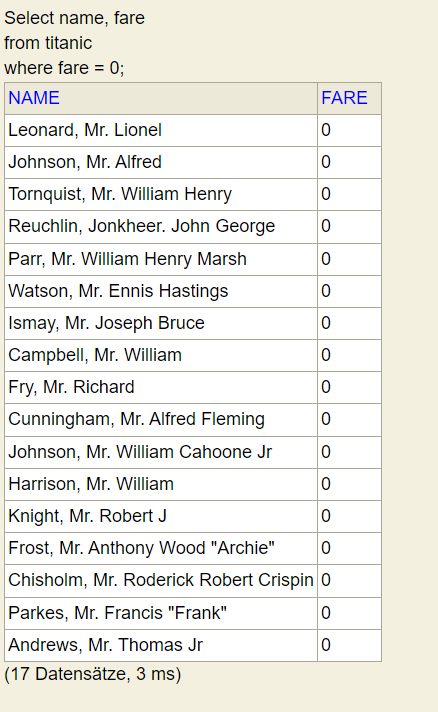 Select name, fare
from titanic
where fare = 0;
NAME FARE
Leonard, Mr. Lionel 0
Johnson, Mr. Alfred 0
Tornquist, Mr. William Henry 0
Reuchlin, Jonkheer. John George 0
Parr, Mr. William Henry Marsh 0
Watson, Mr. Ennis Hastings 0
Ismay, Mr. Joseph Bruce 0
Campbell, Mr. William 0
Fry, Mr. Richard 0
Cunningham, Mr. Alfred Fleming 0
Johnson, Mr. William Cahoone Jr 0
Harrison, Mr. William 0
Knight, Mr. Robert J 0
Frost, Mr. Anthony Wood "Archie" 0
Chisholm, Mr. Roderick Robert Crispin 0
Parkes, Mr. Francis "Frank" 0
Andrews, Mr. Thomas Jr 0
(17 Datensätze, 3 ms)